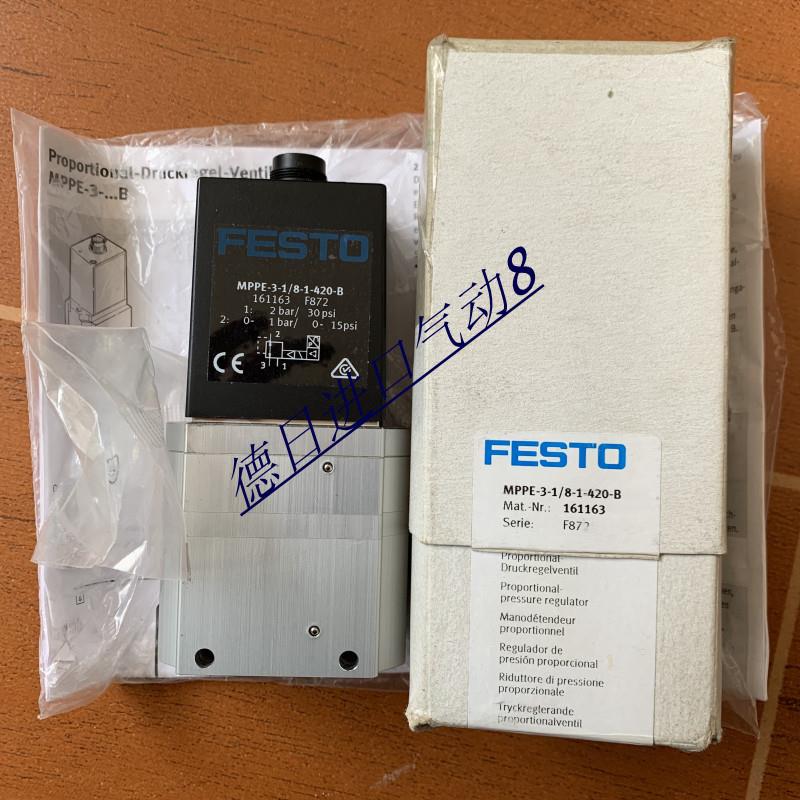 Proportional-Druckregel-Ventil
MPPE-3-...B
FESTO
MPPE-3-1/8-1-420-B
161163 F872
1: 2 bar/ 30 psi
2: 0- 1 bar/ 0- 15psi
2
3 1
CE
德日进口气动8
FESTO
MPPE-3-1/8-1-420-B
Mat.-Nr.: 161163
Serie: F872
Proportional-
Druckregelventil
Proportional-
pressure regulator
Manodétendeur
proportionnel
Regulador de
presión proporcional
Riduttore di pressione
proporzionale
Tryckreglerande
proportionalventil